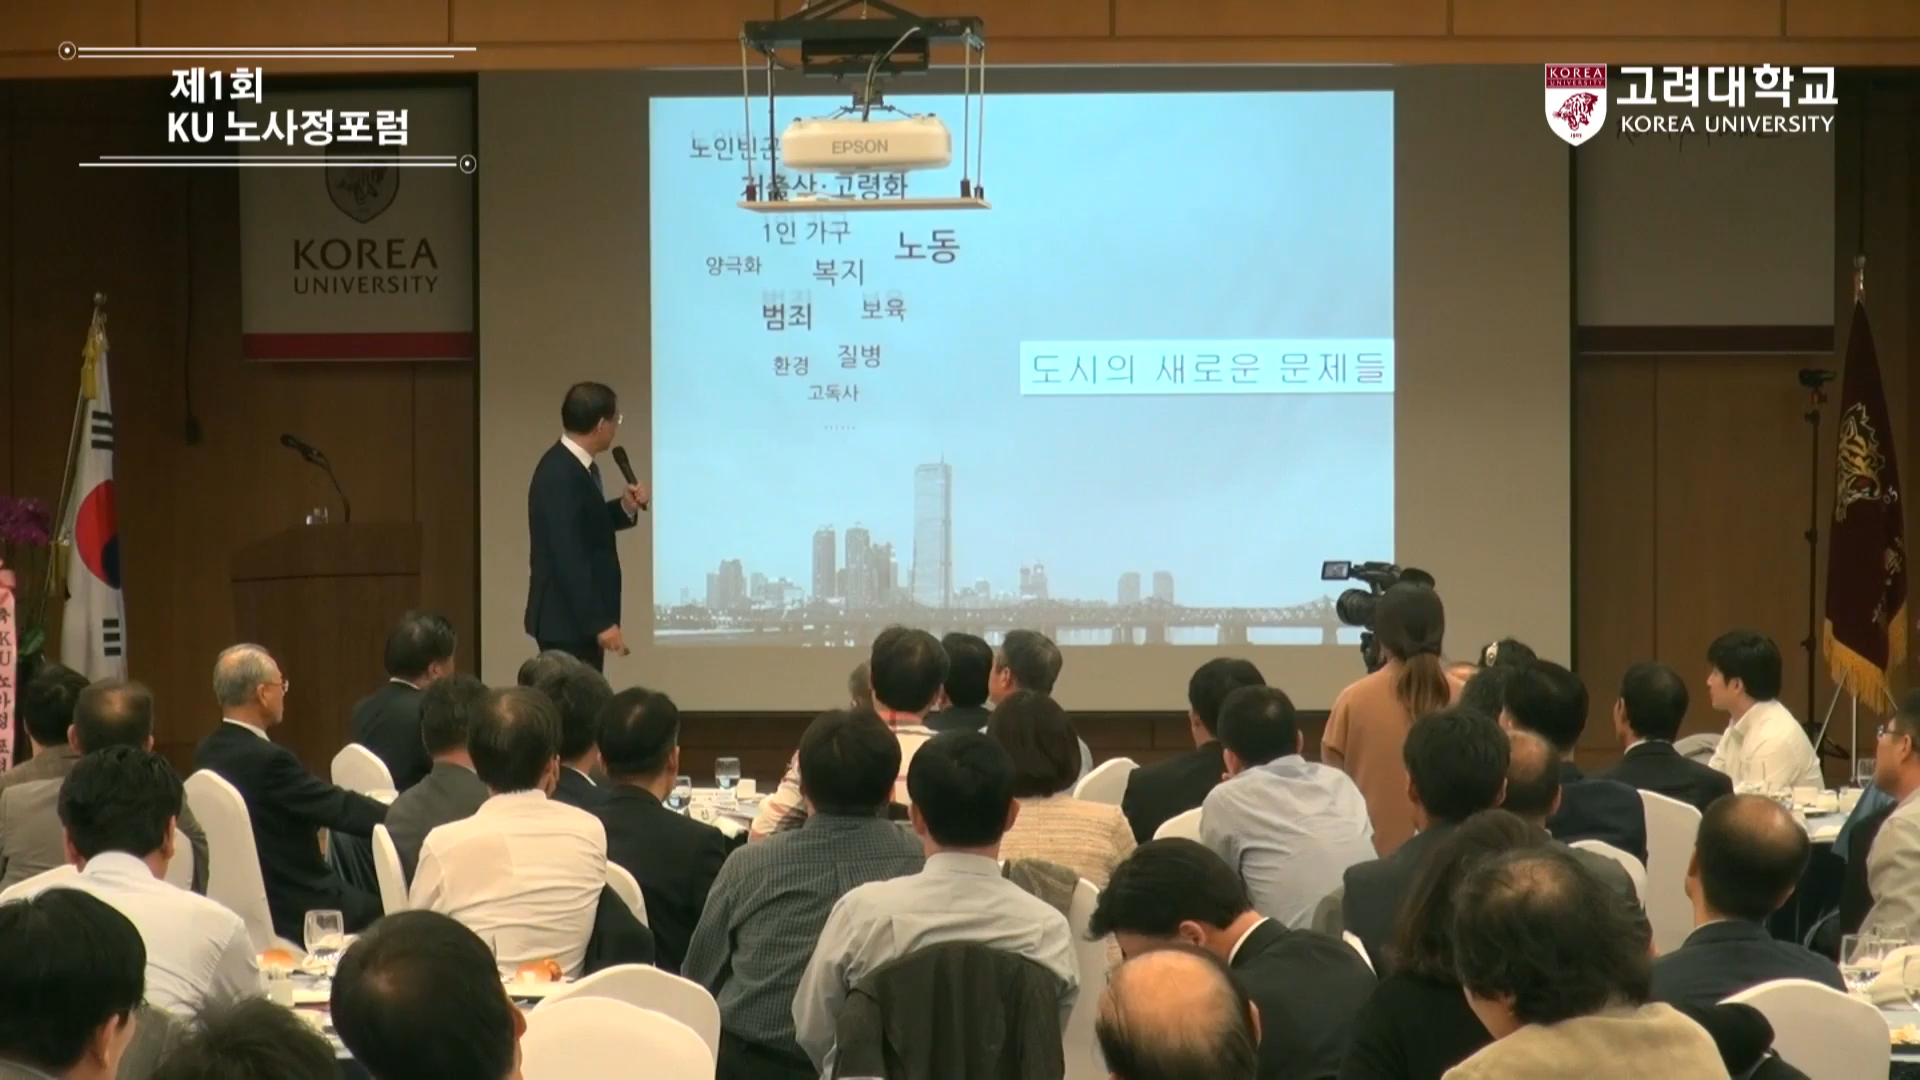 제1회
KU 노사정포럼
KOREA
UNIVERSITY
고려대학교
KOREA UNIVERSITY
KOREA
UNIVERSITY
EPSON
노인빈곤
저출산·고령화
1인 가구
노동
양극화
복지
범죄
보육
환경
질병
고독사
......
도시의 새로운 문제들